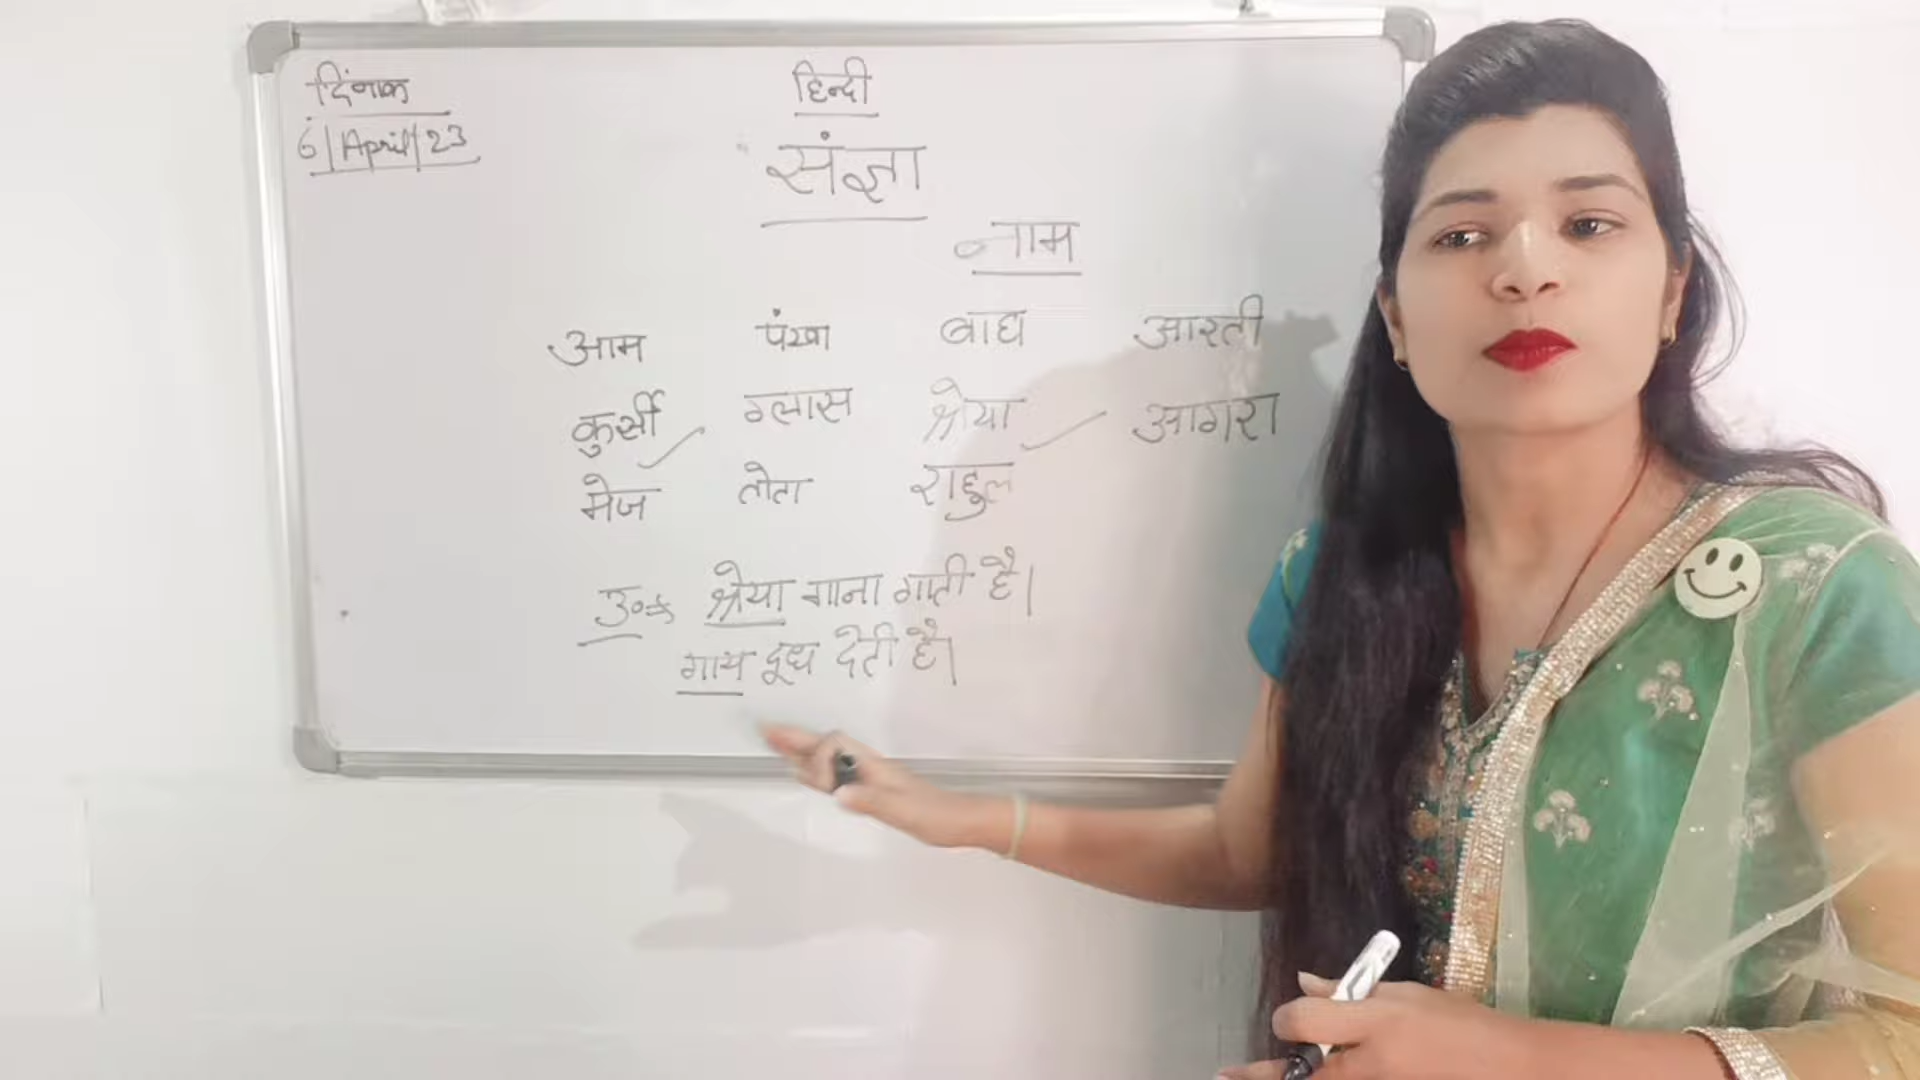 दिंनाक
6/April/23
हिन्दी
संज्ञा
नाम
आम पंखा बाघ आरती
कुर्सी ग्लास श्रेया आगरा
मेज तोता राहुल
उ०- श्रेया गाना गाती है।
गाय दूध देती है।